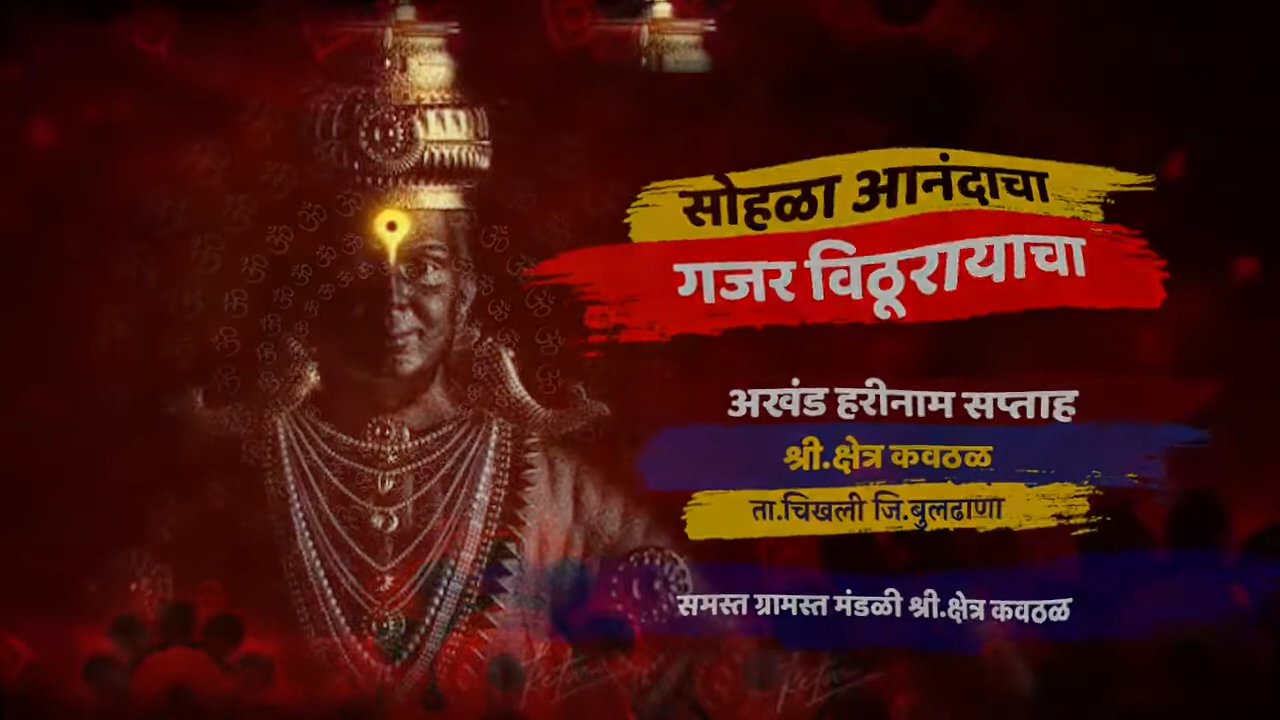 सोहळा आनंदाचा
गजर विठूरायाचा
अखंड हरीनाम सप्ताह
श्री.क्षेत्र कवठळ
ता.चिखली जि.बुलढाणा
समस्त ग्रामस्त मंडळी श्री.क्षेत्र कवठळ